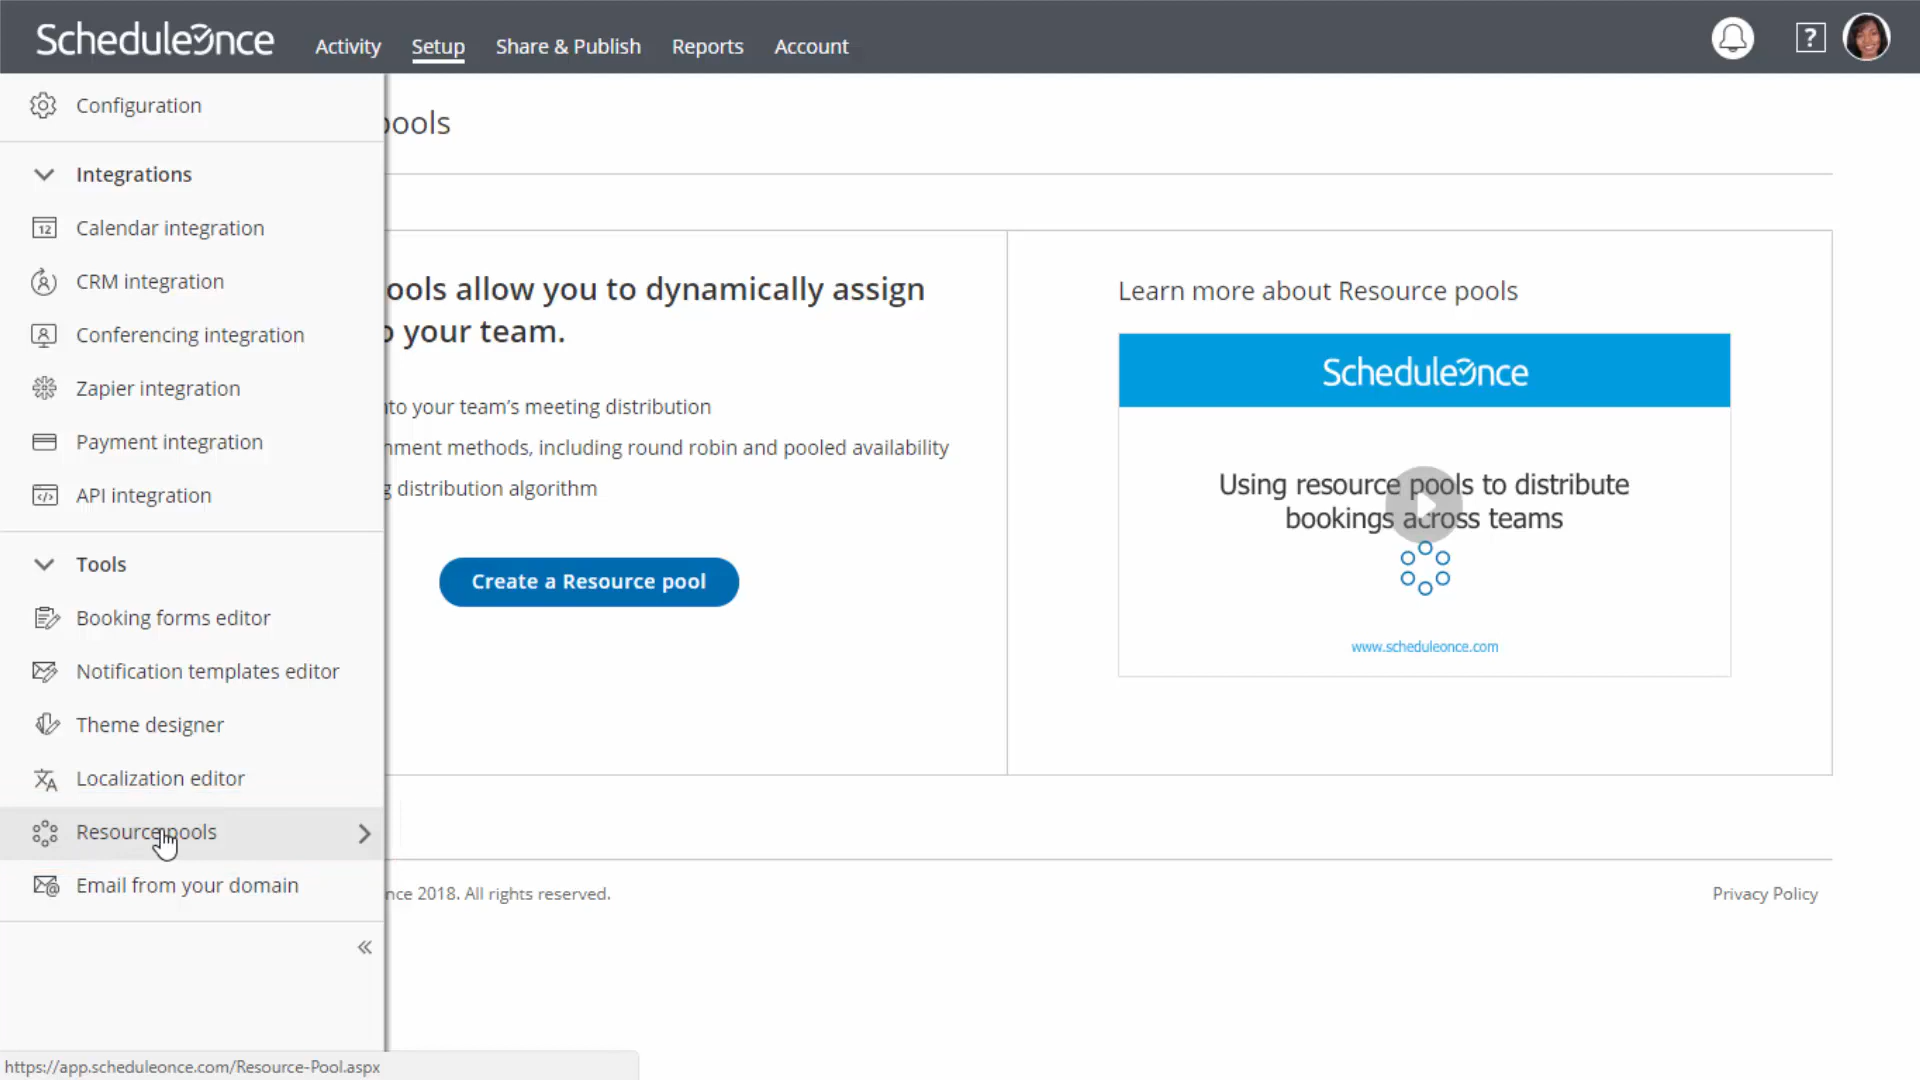 ScheduleOnce Activity Setup Share & Publish Reports Account ?
Configuration
Integrations
12 Calendar integration
CRM integration
Conferencing integration
Zapier integration
Payment integration
API integration
Tools
Booking forms editor
Notification templates editor
Theme designer
Localization editor
Resource pools
Email from your domain
pools
ools allow you to dynamically assign
o your team.
nto your team's meeting distribution
nment methods, including round robin and pooled availability
g distribution algorithm
Create a Resource pool
Learn more about Resource pools
ScheduleOnce
Using resource pools to distribute
bookings across teams
www.scheduleonce.com
nce 2018. All rights reserved.
Privacy Policy
https://app.scheduleonce.com/Resource-Pool.aspx